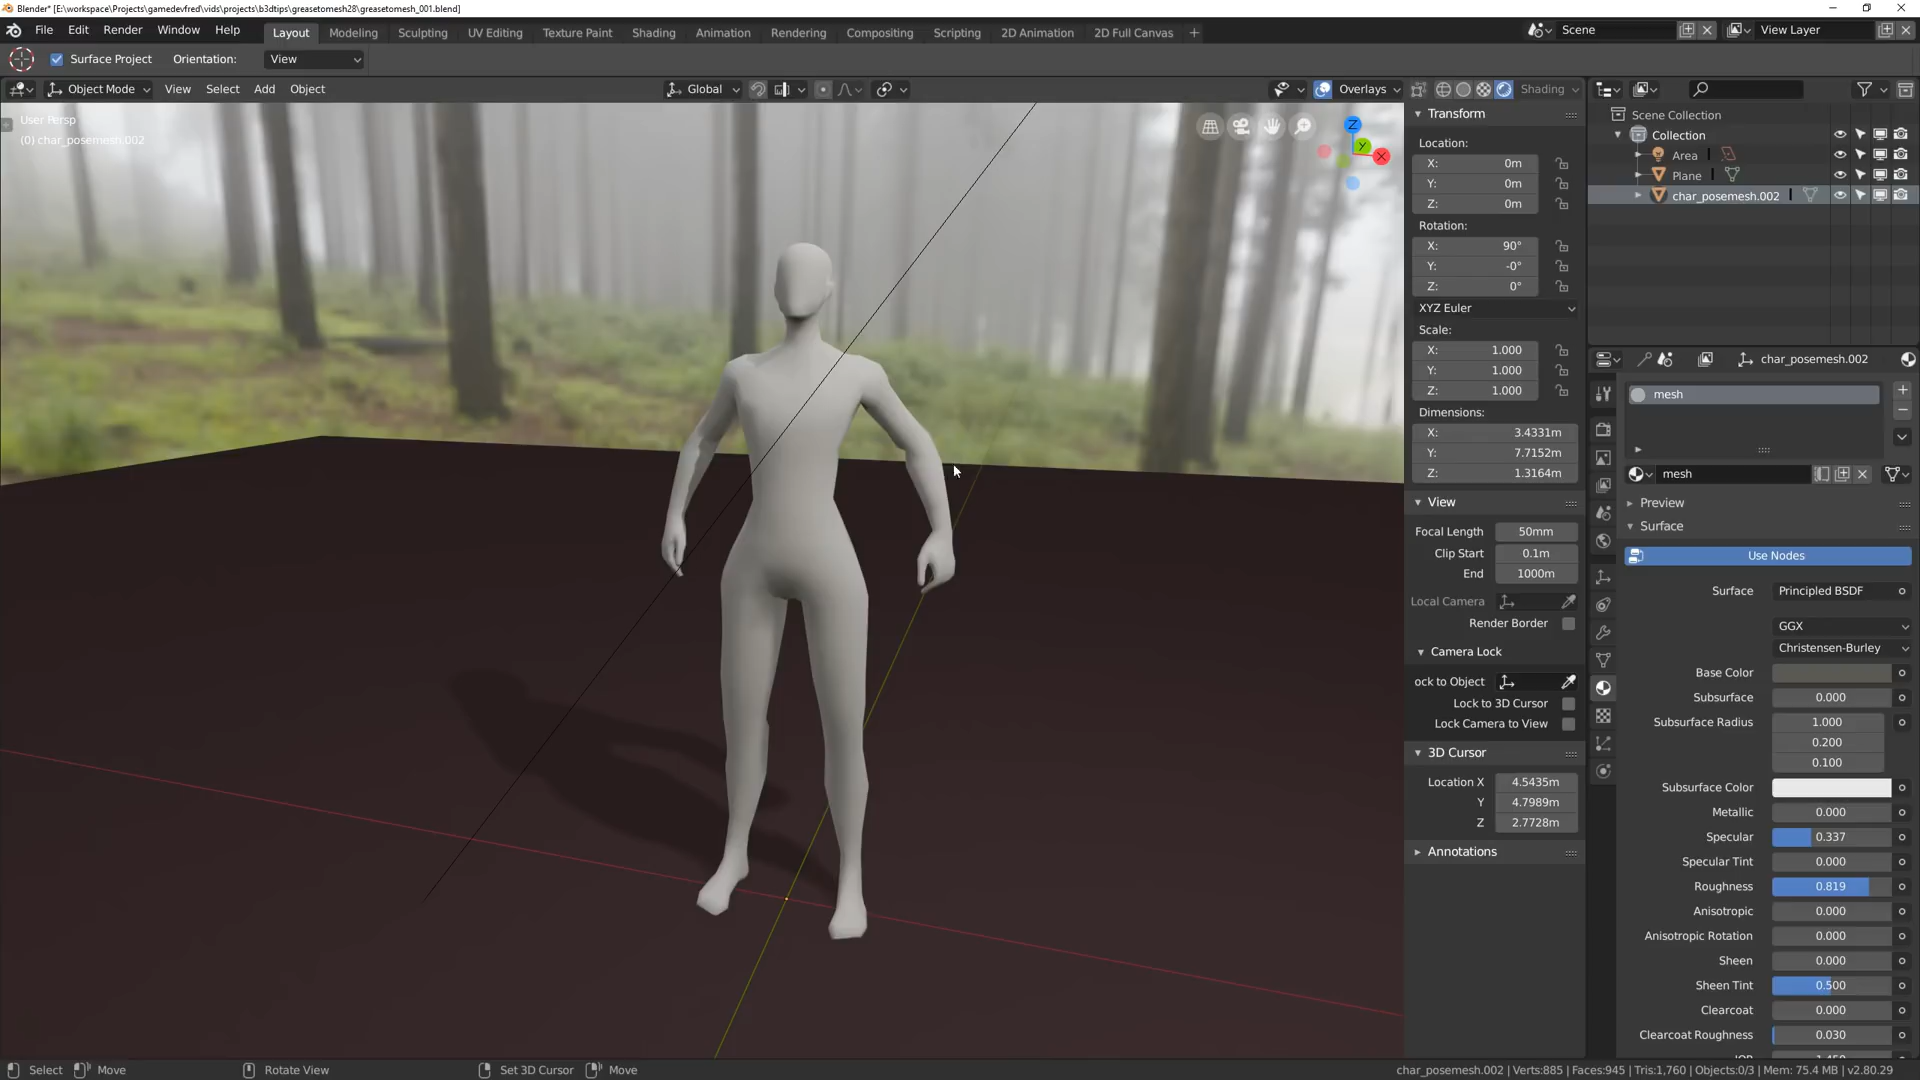 Blender* [E:\workspace\Projects\gamedevfred\vids\projects\b3dtips\greasetomesh28\greasetomesh_001.blend]
File Edit Render Window Help
Layout Modeling Sculpting UV Editing Texture Paint Shading Animation Rendering Compositing Scripting 2D Animation 2D Full Canvas +
Scene
View Layer
Surface Project Orientation: View
Object Mode View Select Add Object
Global
Overlays
Shading
User Persp
(0) char_posemesh.002
Z
Y
X
Transform
Location:
X: 0m
Y: 0m
Z: 0m
Rotation:
X: 90°
Y: -0°
Z: 0°
XYZ Euler
Scale:
X: 1.000
Y: 1.000
Z: 1.000
Dimensions:
X: 3.4331m
Y: 7.7152m
Z: 1.3164m
View
Focal Length 50mm
Clip Start 0.1m
End 1000m
Local Camera
Render Border
Camera Lock
ock to Object
Lock to 3D Cursor
Lock Camera to View
3D Cursor
Location X 4.5435m
Y 4.7989m
Z 2.7728m
Annotations
Scene Collection
Collection
Area
Plane
char_posemesh.002
char_posemesh.002
mesh
mesh
Preview
Surface
Use Nodes
Surface Principled BSDF
GGX
Christensen-Burley
Base Color
Subsurface 0.000
Subsurface Radius 1.000
0.200
0.100
Subsurface Color
Metallic 0.000
Specular 0.337
Specular Tint 0.000
Roughness 0.819
Anisotropic 0.000
Anisotropic Rotation 0.000
Sheen 0.000
Sheen Tint 0.500
Clearcoat 0.000
Clearcoat Roughness 0.030
Select Move Rotate View Set 3D Cursor Move
char_posemesh.002 | Verts:885 | Faces:945 | Tris:1,760 | Objects:0/3 | Mem: 75.4 MB | v2.80.29